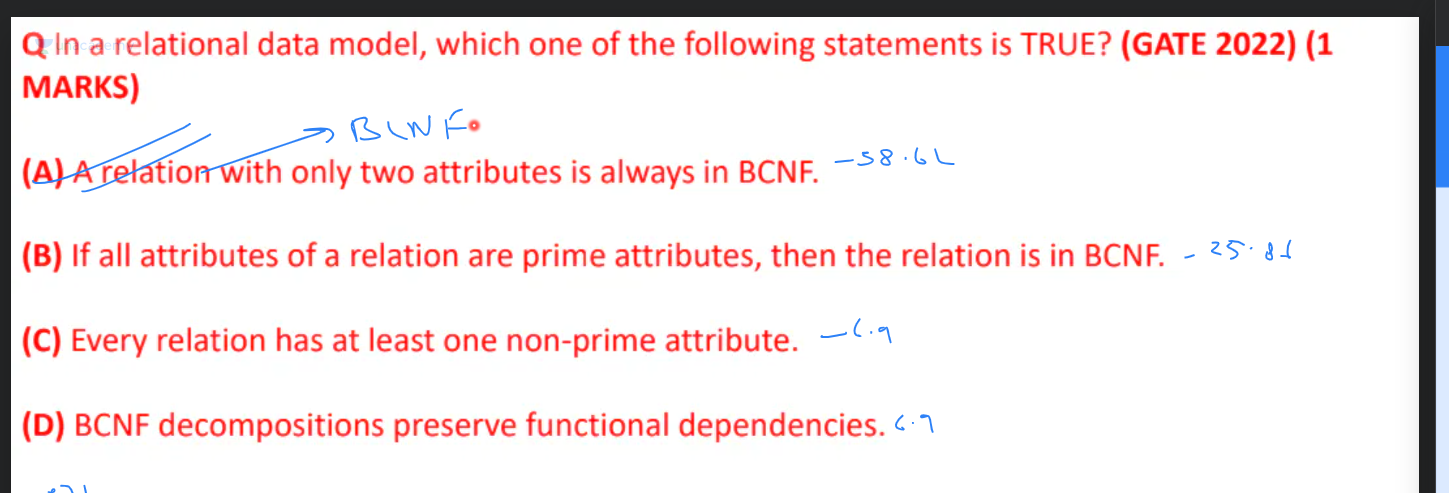 Q In a relational data model, which one of the following statements is TRUE? (GATE 2022) (1
MARKS)
BCNF
(A) A relation with only two attributes is always in BCNF. -58.62
(B) If all attributes of a relation are prime attributes, then the relation is in BCNF. - 25.81
(C) Every relation has at least one non-prime attribute. -6.9
(D) BCNF decompositions preserve functional dependencies. 6.9